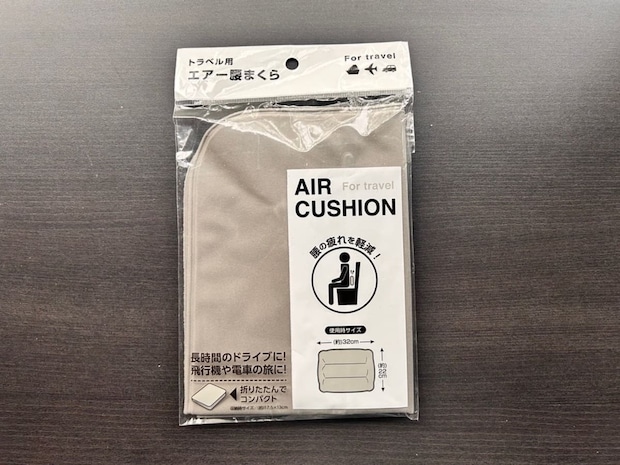 トラベル用
エアー腰まくら
For travel
AIR For travel
CUSHION
腰の疲れを軽減!
使用時サイズ
(約)32cm
(約)22cm
長時間のドライブに!
飛行機や電車の旅に!
折りたたんで
コンパクト